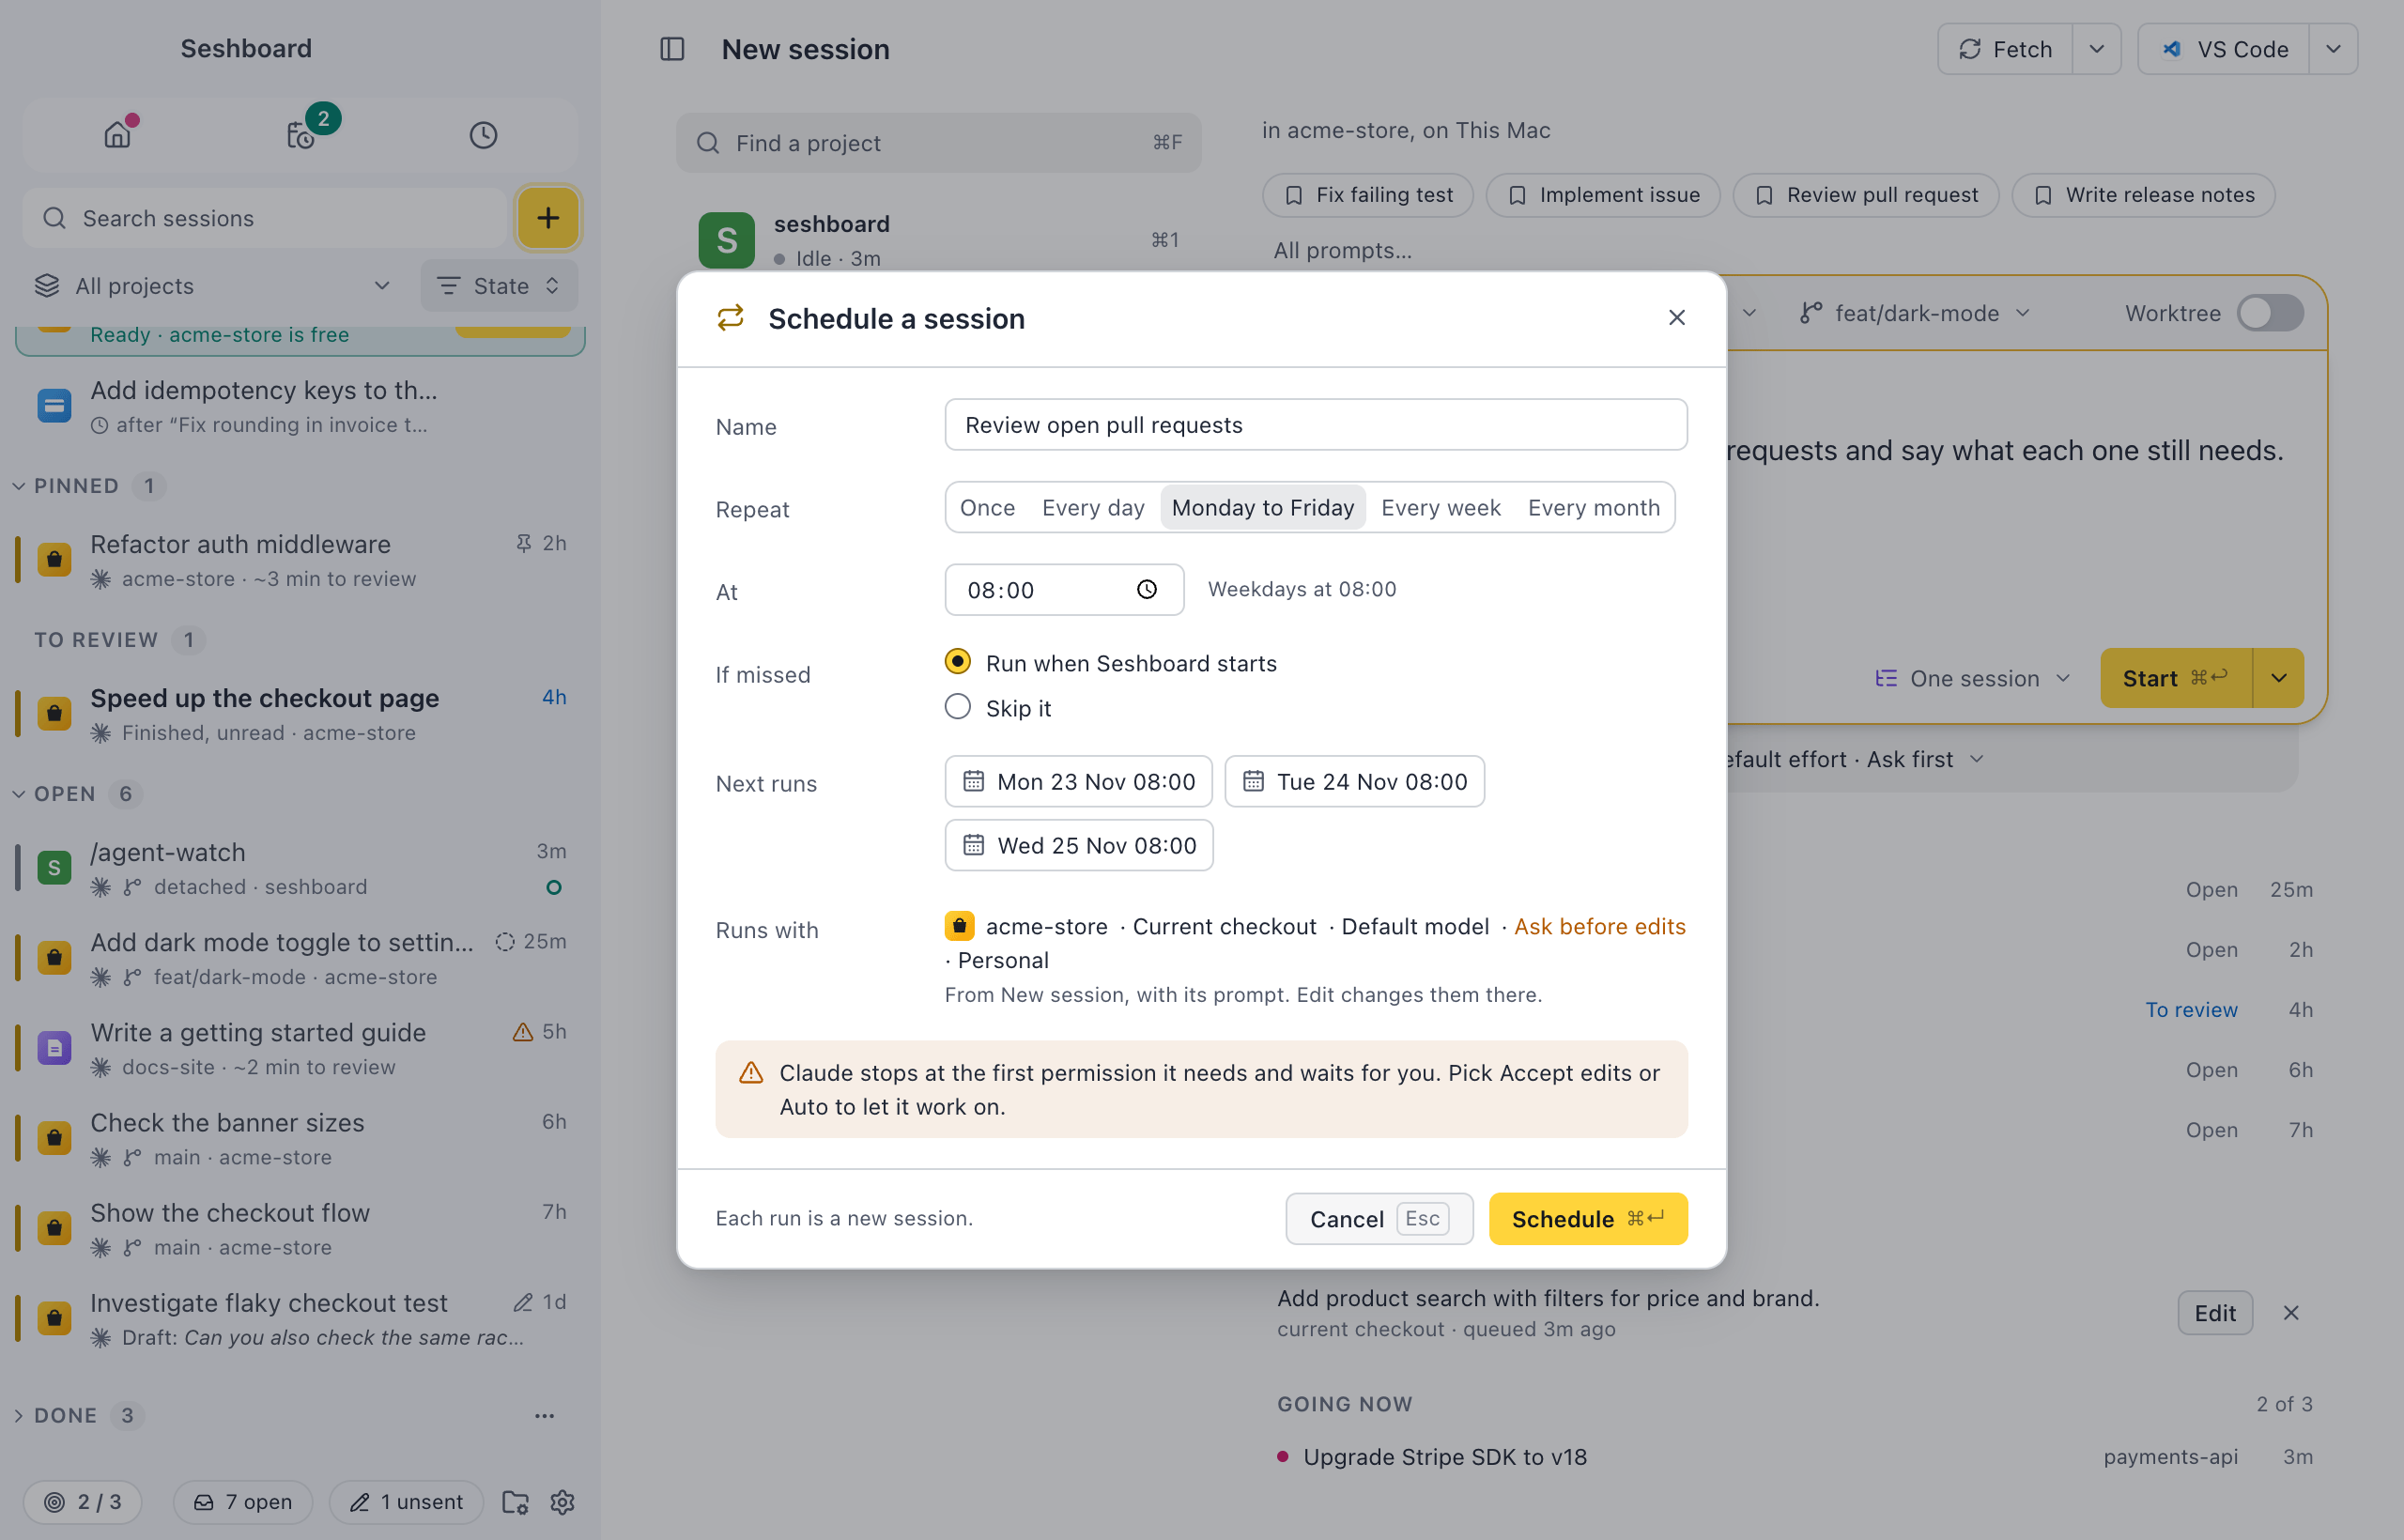 Seshboard
2
Search sessions
All projects
State
Ready · acme-store is free
Add idempotency keys to th...
after “Fix rounding in invoice t...
PINNED 1
Refactor auth middleware 2h
acme-store · ~3 min to review
TO REVIEW 1
Speed up the checkout page 4h
Finished, unread · acme-store
OPEN 6
S
/agent-watch 3m
detached · seshboard
Add dark mode toggle to settin... 25m
feat/dark-mode · acme-store
Write a getting started guide 5h
docs-site · ~2 min to review
Check the banner sizes 6h
main · acme-store
Show the checkout flow 7h
main · acme-store
Investigate flaky checkout test 1d
Draft: Can you also check the same rac...
DONE 3
2 / 3
7 open
1 unsent
New session
Fetch
VS Code
Find a project ⌘F
S
seshboard ⌘1
Idle · 3m
in acme-store, on This Mac
Fix failing test
Implement issue
Review pull request
Write release notes
All prompts...
feat/dark-mode
Worktree
requests and say what each one still needs.
One session
Start ⌘↩
efault effort · Ask first
Open 25m
Open 2h
To review 4h
Open 6h
Open 7h
Schedule a session
Name
Review open pull requests
Repeat
Once Every day Monday to Friday Every week Every month
At
08:00
Weekdays at 08:00
If missed
Run when Seshboard starts
Skip it
Next runs
Mon 23 Nov 08:00
Tue 24 Nov 08:00
Wed 25 Nov 08:00
Runs with
acme-store · Current checkout · Default model · Ask before edits
· Personal
From New session, with its prompt. Edit changes them there.
Claude stops at the first permission it needs and waits for you. Pick Accept edits or
Auto to let it work on.
Each run is a new session.
Cancel Esc
Schedule ⌘↩
Add product search with filters for price and brand.
current checkout · queued 3m ago
Edit
GOING NOW 2 of 3
Upgrade Stripe SDK to v18 payments-api 3m